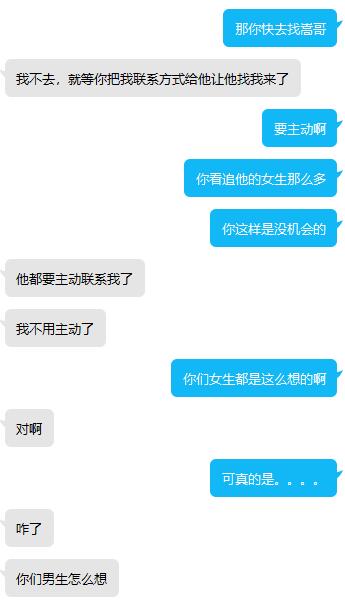 那你快去找嵩哥
我不去，就等你把我联系方式给他让他找我来了
要主动啊
你看追他的女生那么多
你这样是没机会的
他都要主动联系我了
我不用主动了
你们女生都是这么想的啊
对啊
可真的是。。。。
咋了
你们男生怎么想